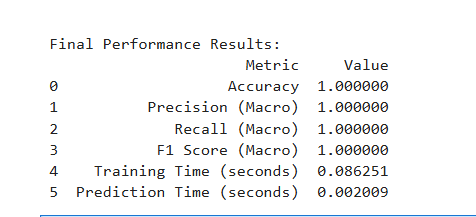 Final Performance Results:
Metric Value
0 Accuracy 1.000000
1 Precision (Macro) 1.000000
2 Recall (Macro) 1.000000
3 F1 Score (Macro) 1.000000
4 Training Time (seconds) 0.086251
5 Prediction Time (seconds) 0.002009